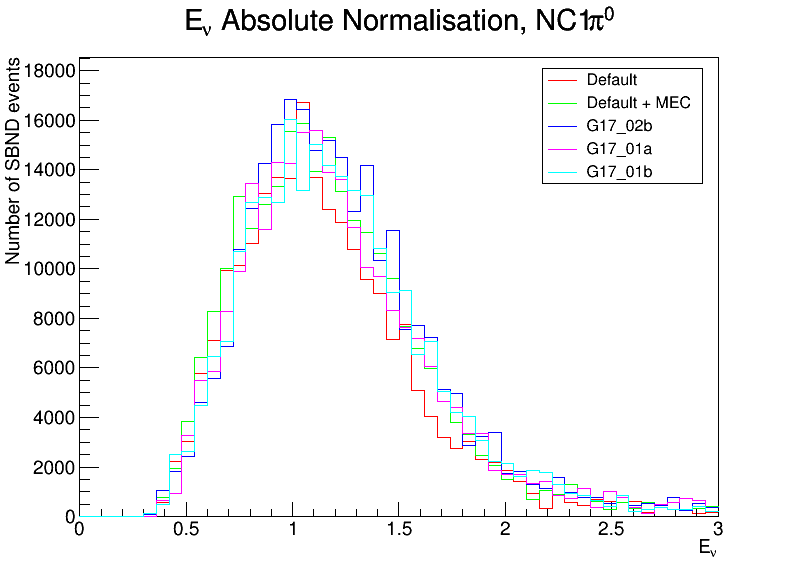 Eν Absolute Normalisation, NC1π⁰
Number of SBND events
18000
16000
14000
12000
10000
8000
6000
4000
2000
0
Default
Default + MEC
G17_02b
G17_01a
G17_01b
0 0.5 1 1.5 2 2.5 3
Eν